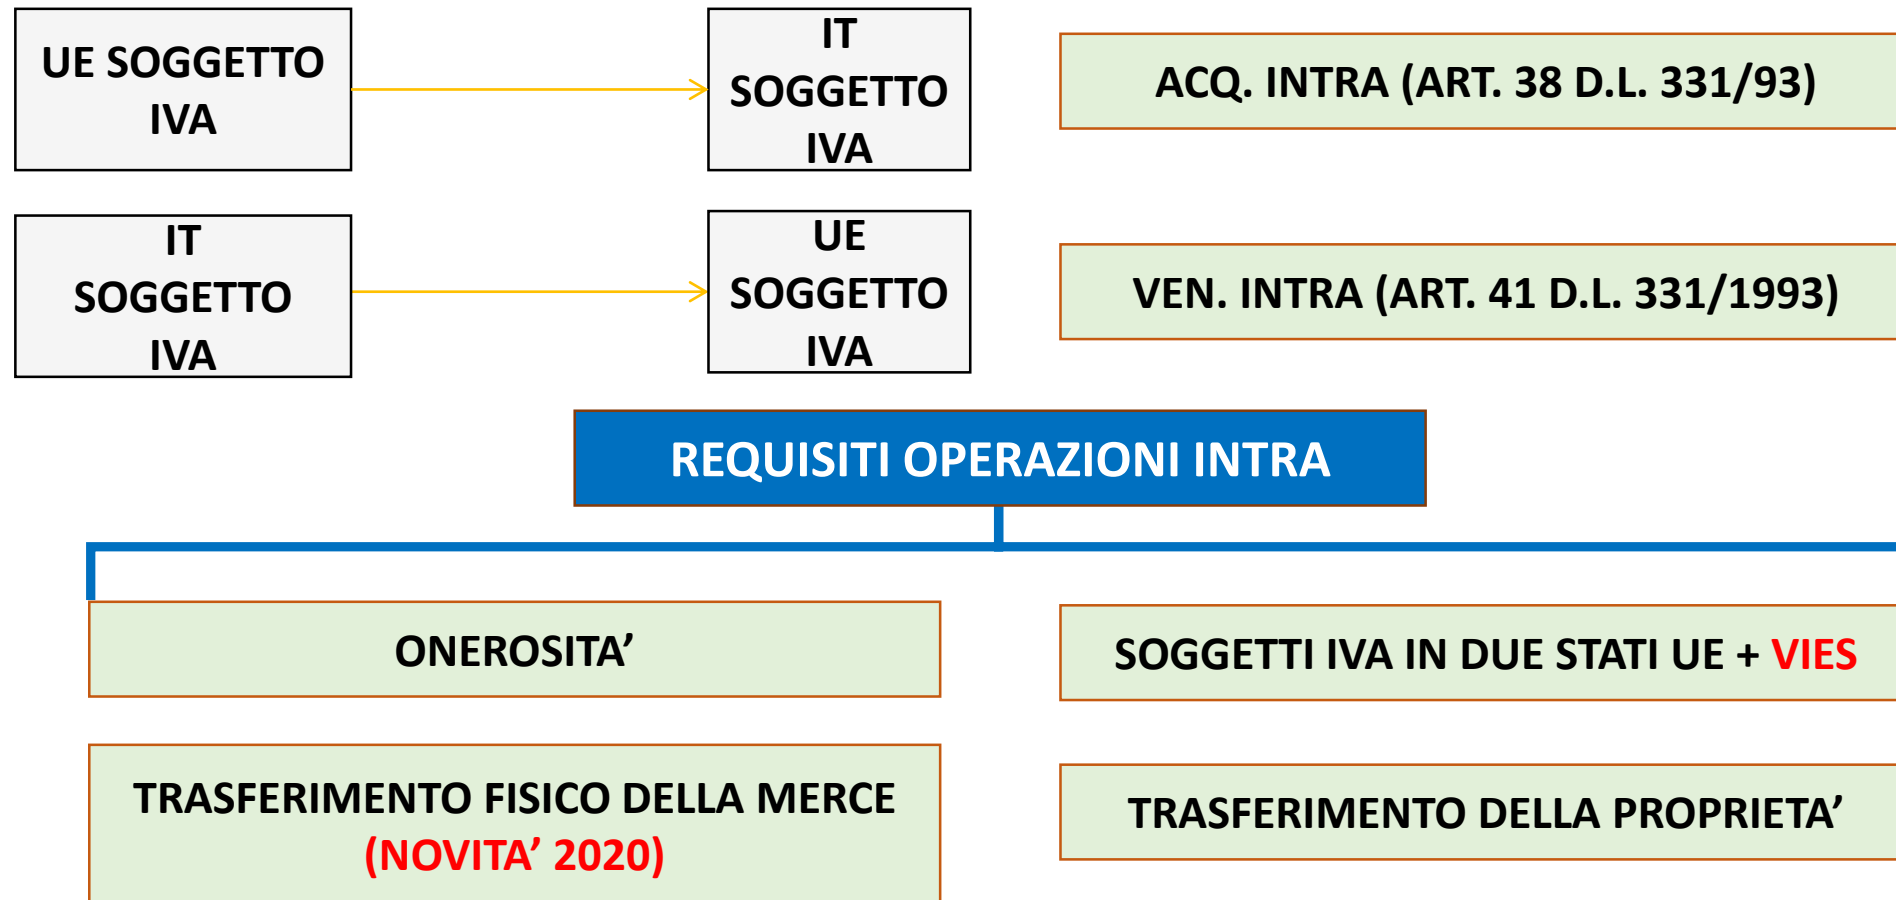 UE SOGGETTO
IVA
IT
SOGGETTO
IVA
ACQ. INTRA (ART. 38 D.L. 331/93)
IT
SOGGETTO
IVA
UE
SOGGETTO
IVA
VEN. INTRA (ART. 41 D.L. 331/1993)
REQUISITI OPERAZIONI INTRA
ONEROSITA’
SOGGETTI IVA IN DUE STATI UE + VIES
TRASFERIMENTO FISICO DELLA MERCE
(NOVITA’ 2020)
TRASFERIMENTO DELLA PROPRIETA’